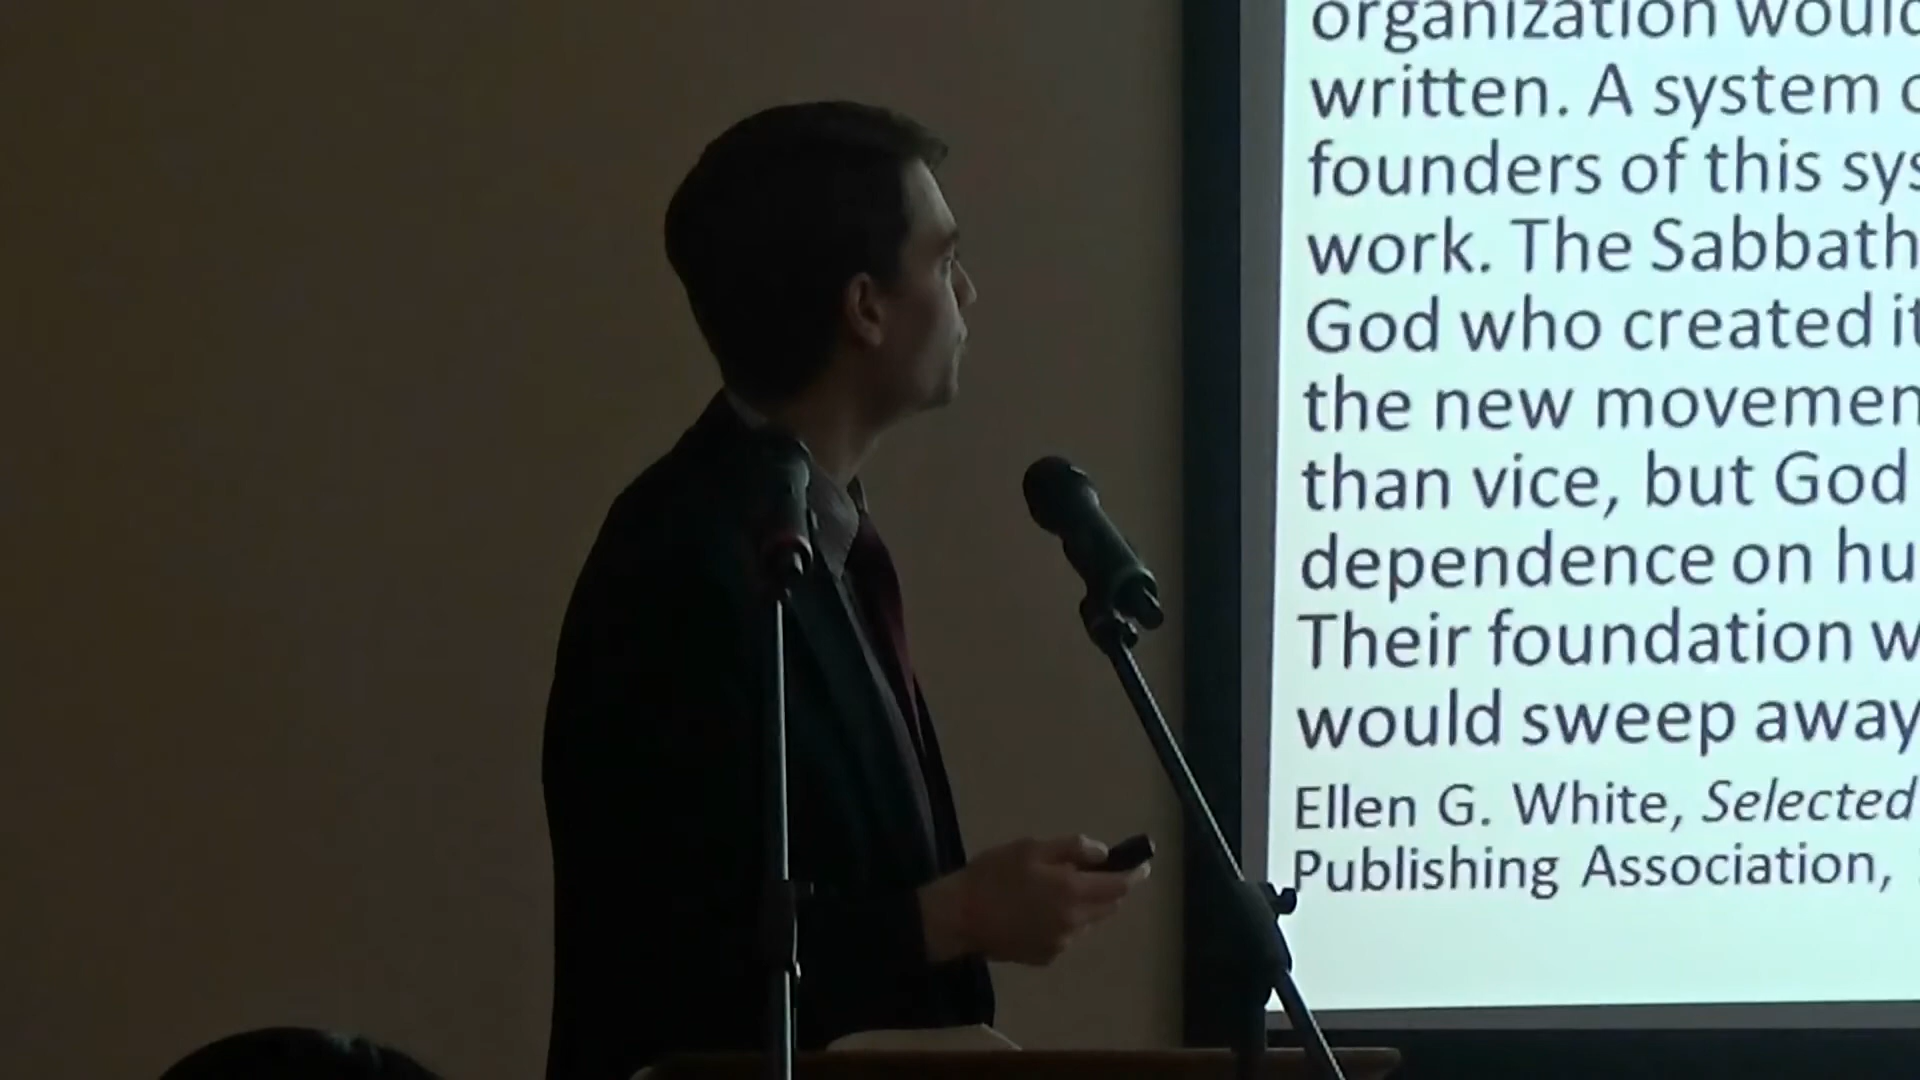 organization would
written. A system o
founders of this sys
work. The Sabbath
God who created it
the new movemen
than vice, but God
dependence on hu
Their foundation w
would sweep away
Ellen G. White, Selected
Publishing Association,